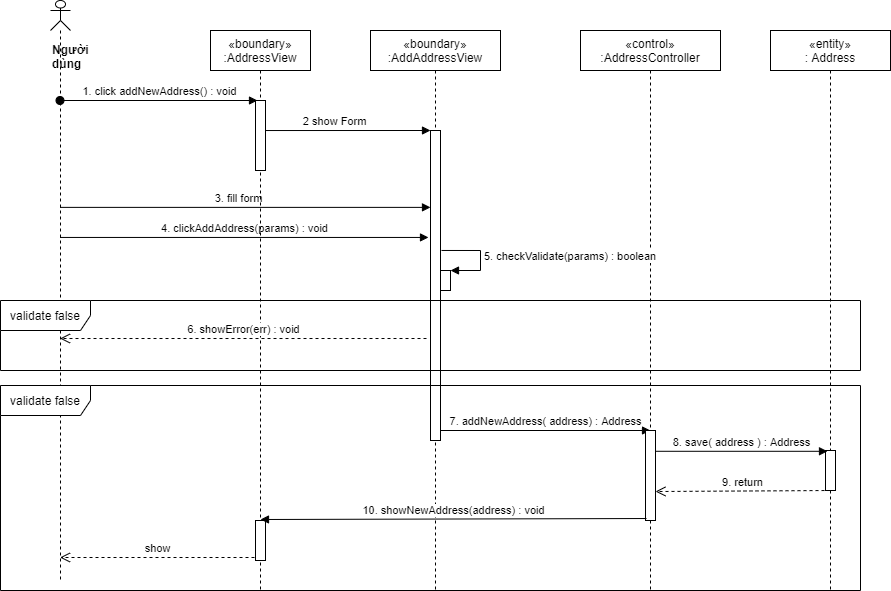 Người
dụng
«boundary»
:AddressView
«boundary»
:AddAddressView
«control»
:AddressController
«entity»
: Address
1. click addNewAddress() : void
2 show Form
3. fill form
4. clickAddAddress(params) : void
5. checkValidate(params) : boolean
validate false
6. showError(err) : void
validate false
7. addNewAddress( address) : Address
8. save( address ) : Address
9. return
10. showNewAddress(address) : void
show